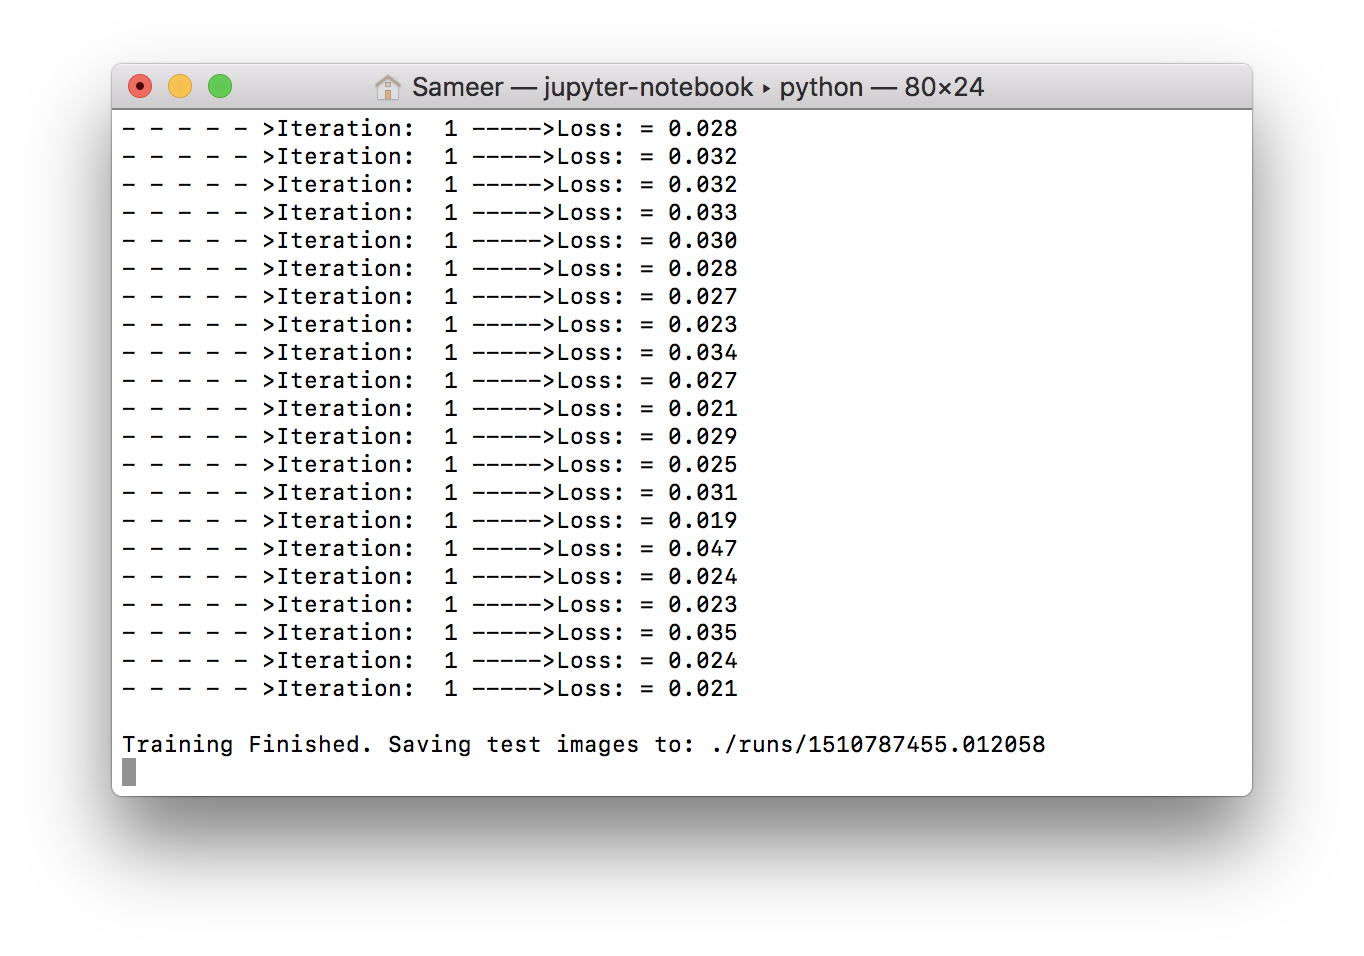 Sameer — jupyter-notebook ▸ python — 80×24
- - - - - >Iteration:  1 ----->Loss: = 0.028
- - - - - >Iteration:  1 ----->Loss: = 0.032
- - - - - >Iteration:  1 ----->Loss: = 0.032
- - - - - >Iteration:  1 ----->Loss: = 0.033
- - - - - >Iteration:  1 ----->Loss: = 0.030
- - - - - >Iteration:  1 ----->Loss: = 0.028
- - - - - >Iteration:  1 ----->Loss: = 0.027
- - - - - >Iteration:  1 ----->Loss: = 0.023
- - - - - >Iteration:  1 ----->Loss: = 0.034
- - - - - >Iteration:  1 ----->Loss: = 0.027
- - - - - >Iteration:  1 ----->Loss: = 0.021
- - - - - >Iteration:  1 ----->Loss: = 0.029
- - - - - >Iteration:  1 ----->Loss: = 0.025
- - - - - >Iteration:  1 ----->Loss: = 0.031
- - - - - >Iteration:  1 ----->Loss: = 0.019
- - - - - >Iteration:  1 ----->Loss: = 0.047
- - - - - >Iteration:  1 ----->Loss: = 0.024
- - - - - >Iteration:  1 ----->Loss: = 0.023
- - - - - >Iteration:  1 ----->Loss: = 0.035
- - - - - >Iteration:  1 ----->Loss: = 0.024
- - - - - >Iteration:  1 ----->Loss: = 0.021
Training Finished. Saving test images to: ./runs/1510787455.012058